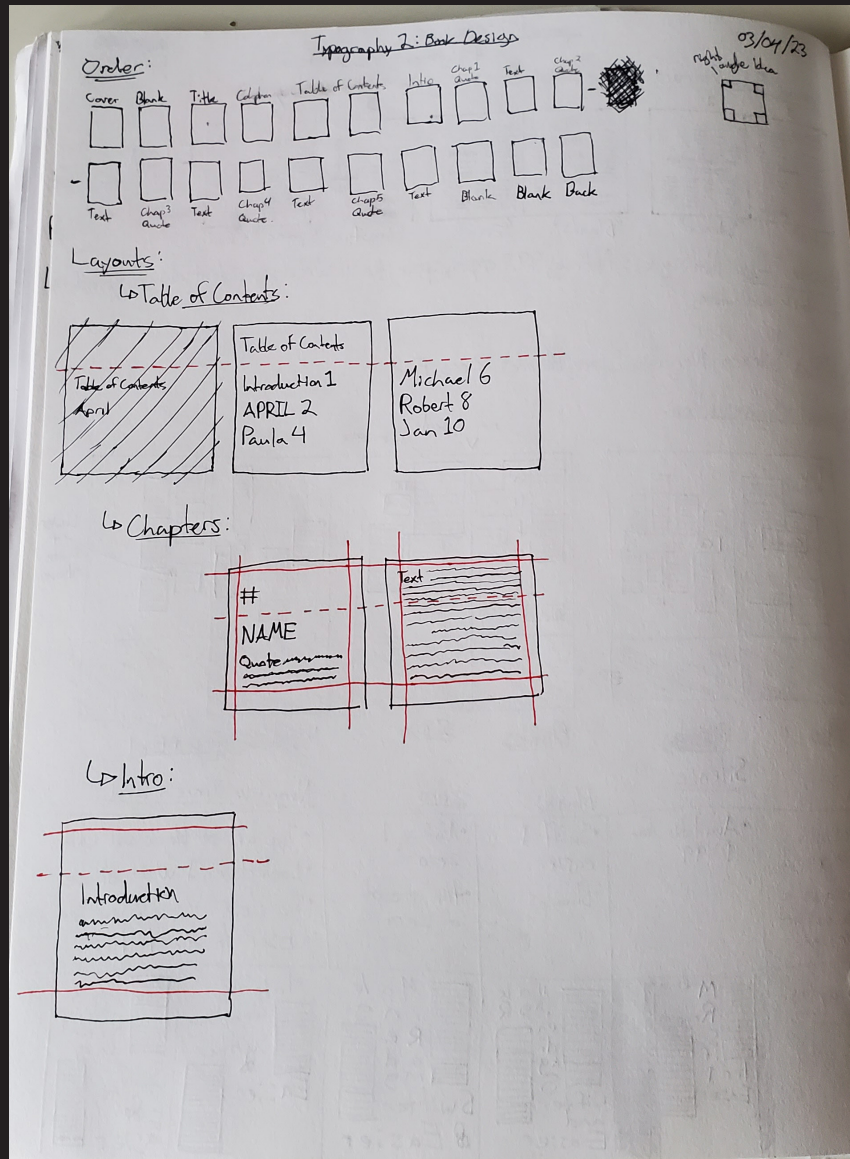 Typography 2: Book Design
03/04/23
Order:
right angle idea
Cover Blank Title Colophon Table of Contents Intro Chap 1 Quote Text Chap 2 Quote
Text Chap 3 Quote Text Chap 4 Quote Text Chap 5 Quote Text Blank Blank Back
Layouts:
Table of Contents:
Table of Contents
April
Table of Contents
Introduction 1
APRIL 2
Paula 4
Michael 6
Robert 8
Jan 10
Chapters:
#
NAME
Quote
Text
Intro:
Introduction